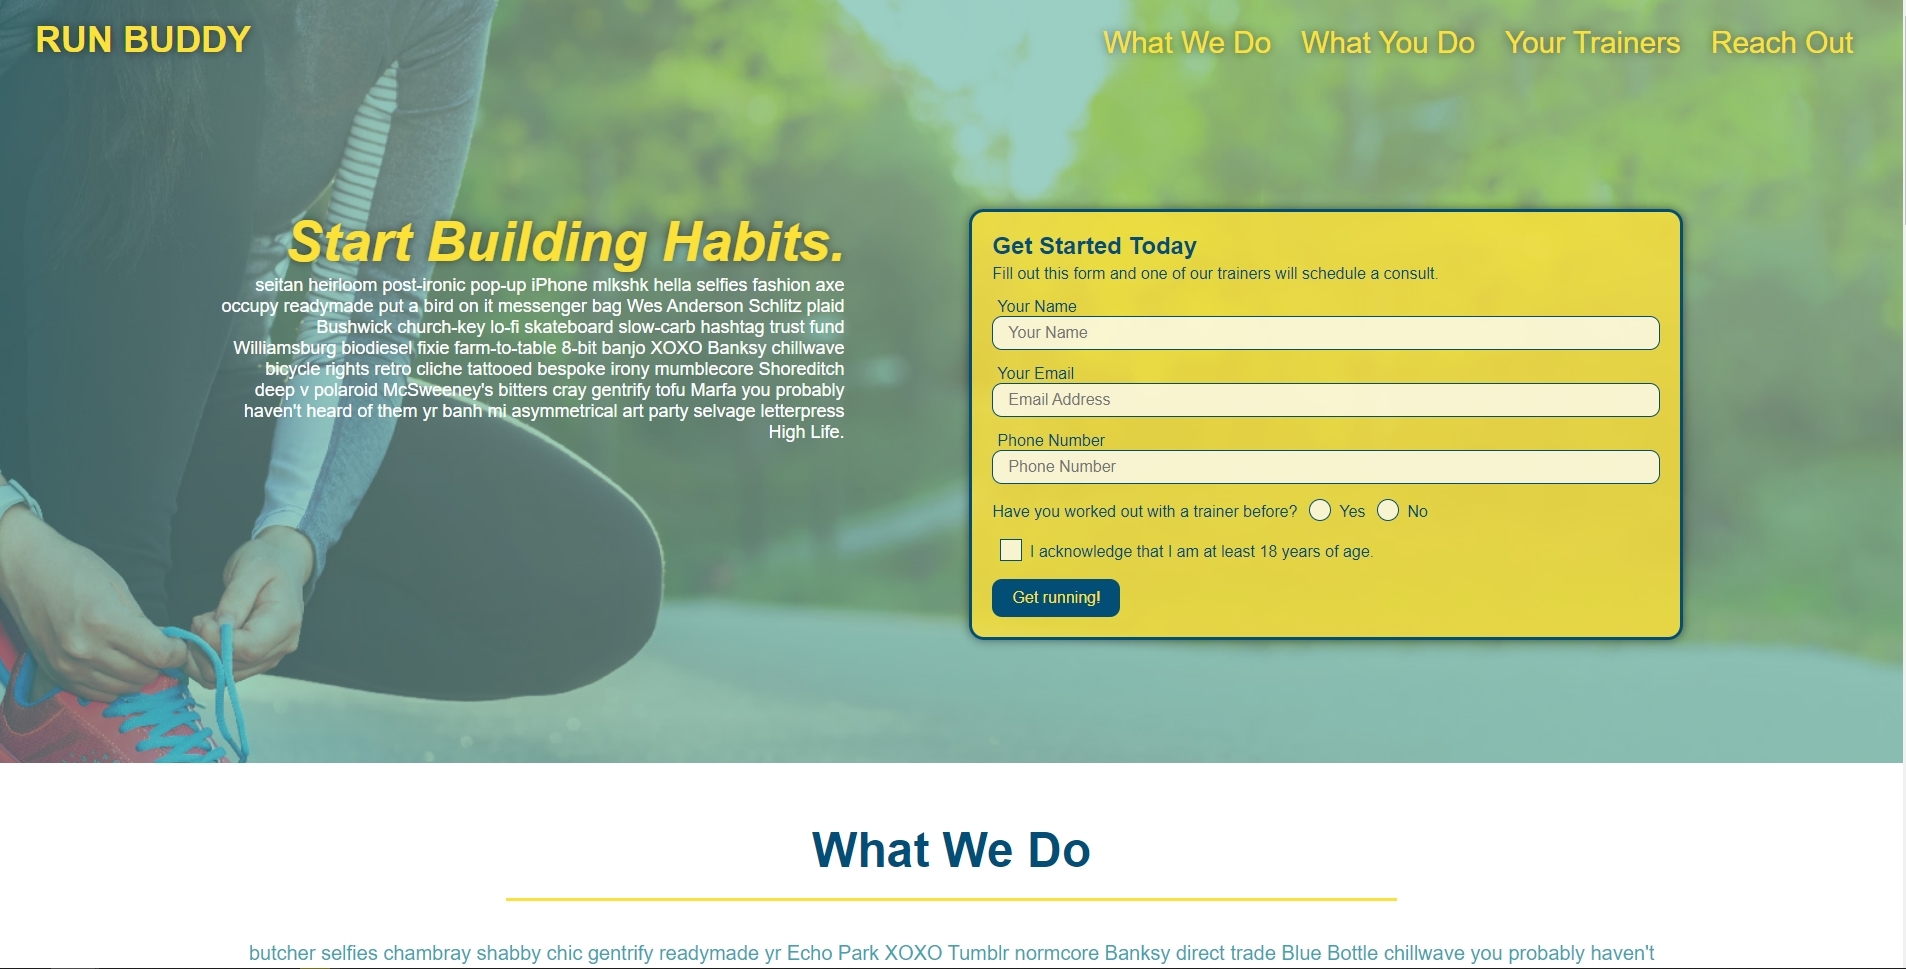 RUN BUDDY
What We Do What You Do Your Trainers Reach Out
Start Building Habits.
seitan heirloom post-ironic pop-up iPhone mlkshk hella selfies fashion axe
occupy readymade put a bird on it messenger bag Wes Anderson Schlitz plaid
Bushwick church-key lo-fi skateboard slow-carb hashtag trust fund
Williamsburg biodiesel fixie farm-to-table 8-bit banjo XOXO Banksy chillwave
bicycle rights retro cliche tattooed bespoke irony mumblecore Shoreditch
deep v polaroid McSweeney's bitters cray gentrify tofu Marfa you probably
haven't heard of them yr banh mi asymmetrical art party selvage letterpress
High Life.
Get Started Today
Fill out this form and one of our trainers will schedule a consult.
Your Name
Your Name
Your Email
Email Address
Phone Number
Phone Number
Have you worked out with a trainer before? Yes No
I acknowledge that I am at least 18 years of age.
Get running!
What We Do
butcher selfies chambray shabby chic gentrify readymade yr Echo Park XOXO Tumblr normcore Banksy direct trade Blue Bottle chillwave you probably haven't